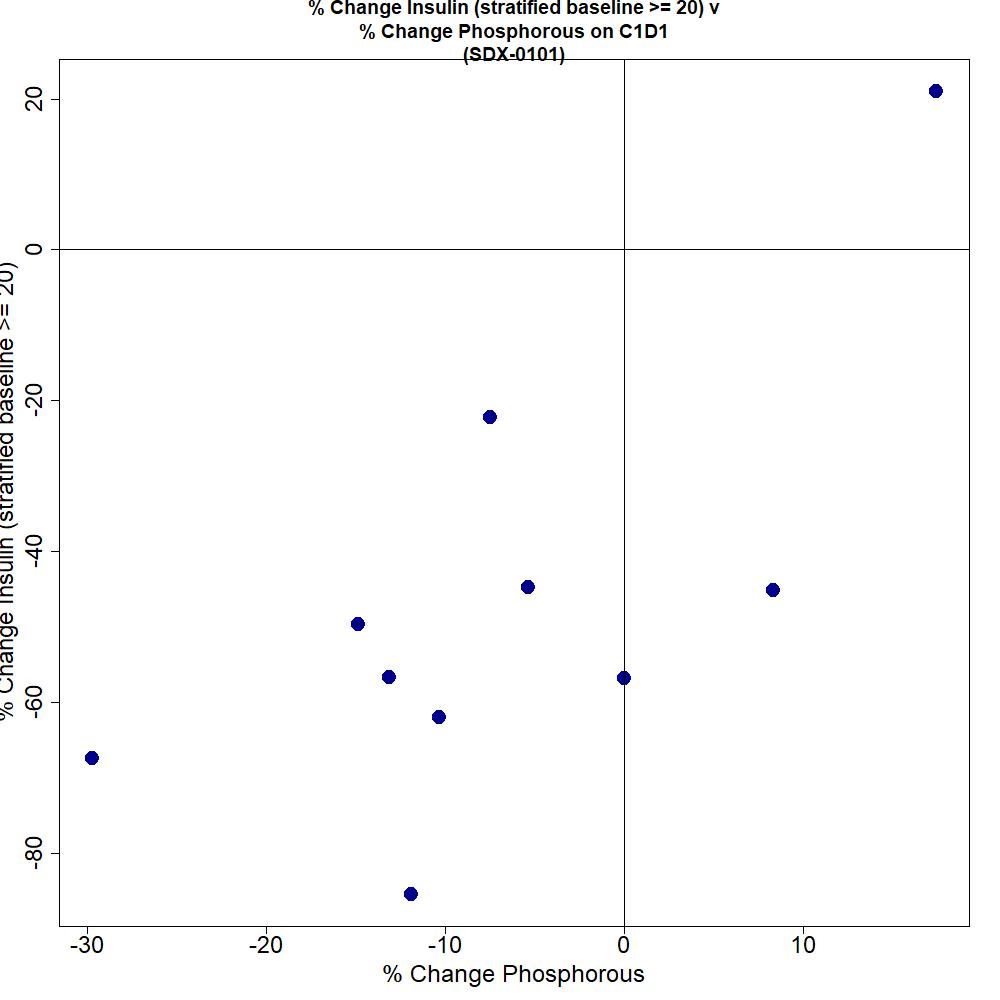 % Change Insulin (stratified baseline >= 20) v
% Change Phosphorous on C1D1
(SDX-0101)
% Change Insulin (stratified baseline >= 20)
20
0
-20
-40
-60
-80
-30 -20 -10 0 10
% Change Phosphorous